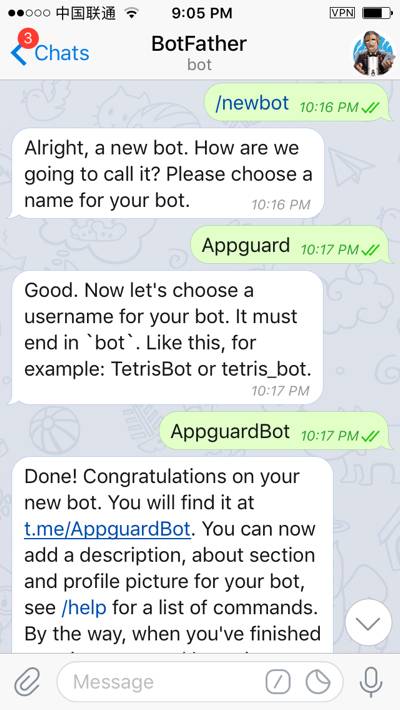 中国联通 9:05 PM VPN
3
Chats
BotFather
bot
/newbot 10:16 PM
Alright, a new bot. How are we
going to call it? Please choose a
name for your bot. 10:16 PM
Appguard 10:17 PM
Good. Now let's choose a
username for your bot. It must
end in `bot`. Like this, for
example: TetrisBot or tetris_bot.
10:17 PM
AppguardBot 10:17 PM
Done! Congratulations on your
new bot. You will find it at
t.me/AppguardBot. You can now
add a description, about section
and profile picture for your bot,
see /help for a list of commands.
By the way, when you've finished
Message